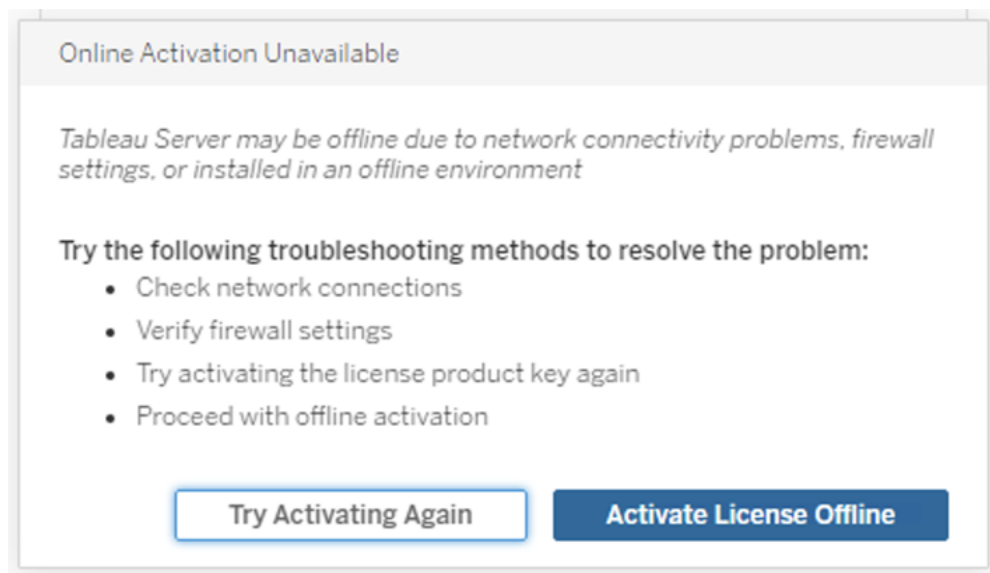 Online Activation Unavailable
Tableau Server may be offline due to network connectivity problems, firewall
settings, or installed in an offline environment
Try the following troubleshooting methods to resolve the problem:
• Check network connections
• Verify firewall settings
• Try activating the license product key again
• Proceed with offline activation
Try Activating Again
Activate License Offline